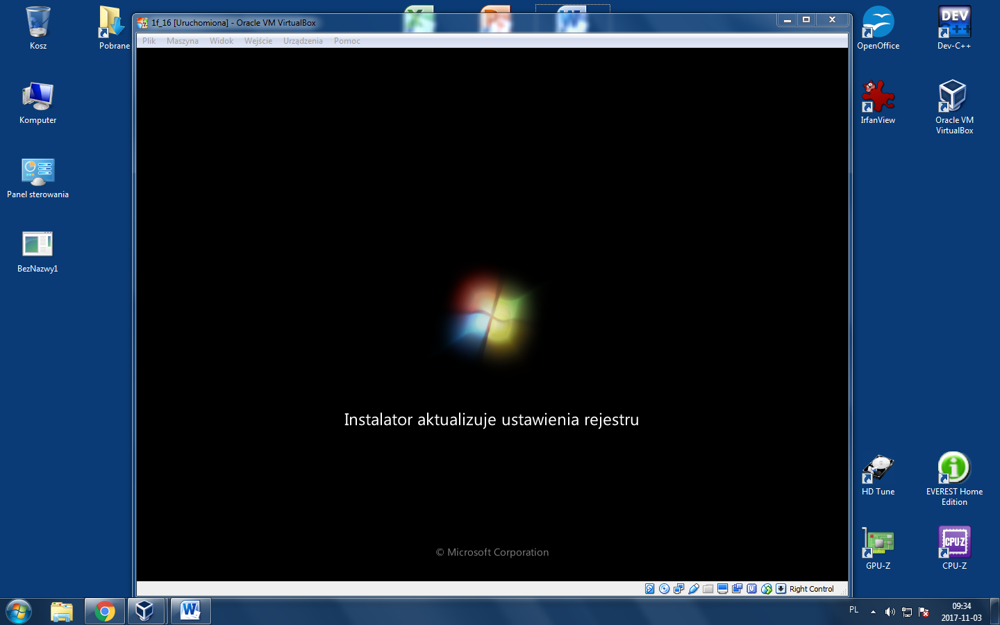 1f_16 [Uruchomiona] - Oracle VM VirtualBox
Plik Maszyna Widok Wejście Urządzenia Pomoc
Kosz
Pobrane
OpenOffice
DEV
C++
Dev-C++
Komputer
IrfanView
Oracle VM
VirtualBox
Panel sterowania
BezNazwy1
Instalator aktualizuje ustawienia rejestru
HD Tune
EVEREST Home
Edition
© Microsoft Corporation
CPU-Z
GPU-Z
CPU-Z
Right Control
PL
09:34
2017-11-03